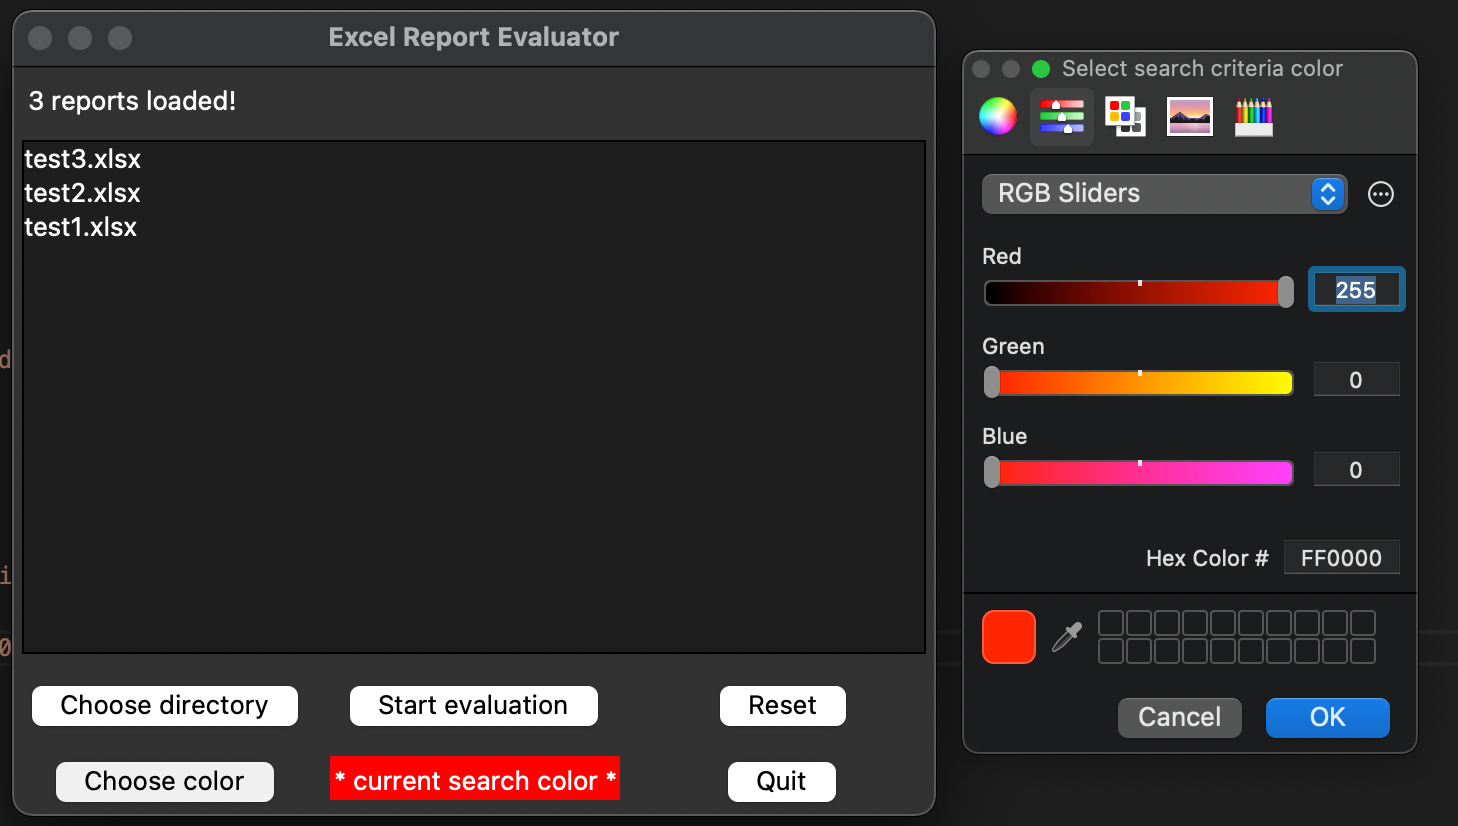 Excel Report Evaluator
3 reports loaded!
test3.xlsx
test2.xlsx
test1.xlsx
Choose directory
Start evaluation
Reset
Choose color
* current search color *
Quit
Select search criteria color
RGB Sliders
Red
255
Green
0
Blue
0
Hex Color # FF0000
Cancel
OK
d
i
0